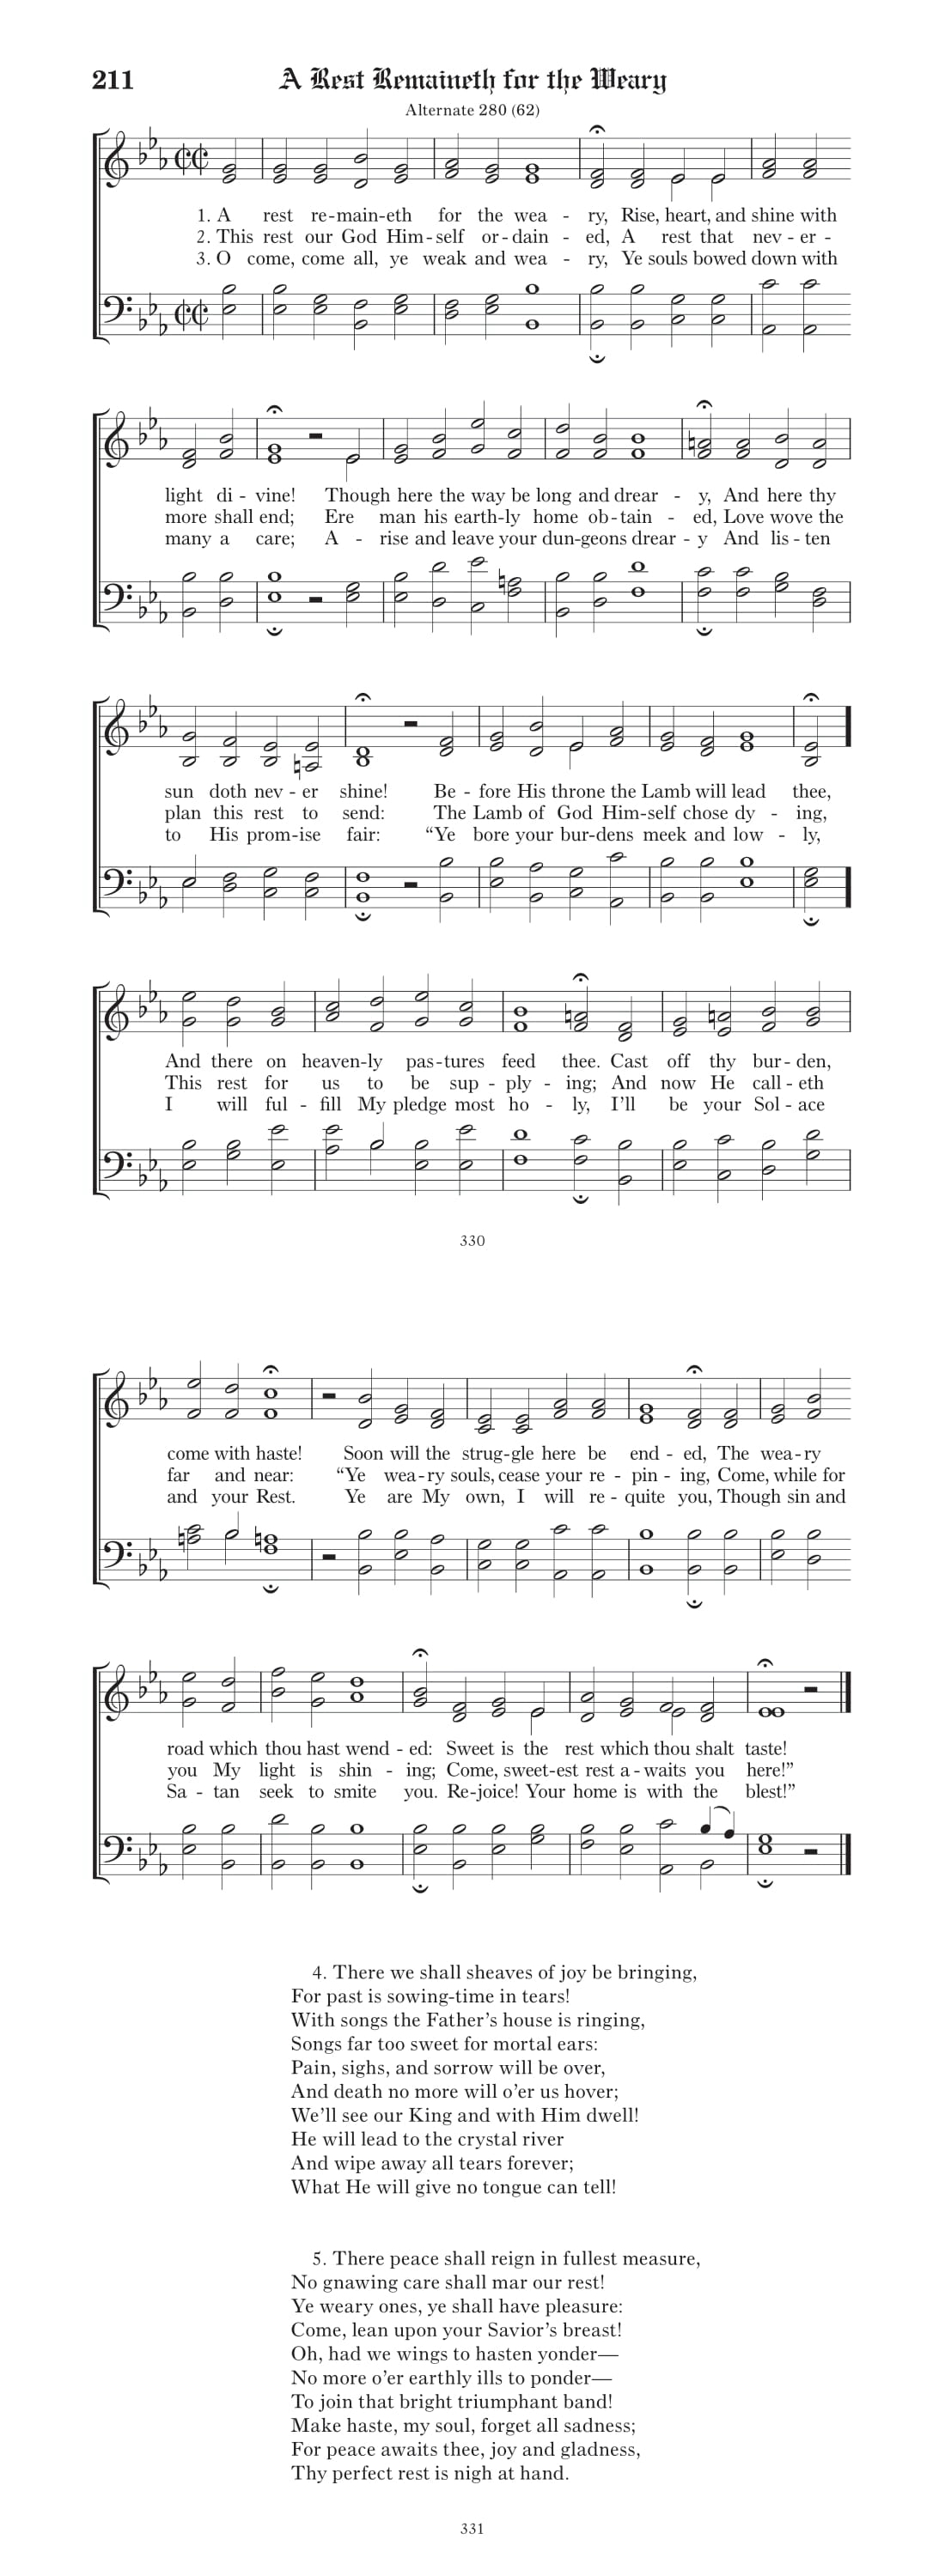 211 A Rest Remaineth for the Weary
Alternate 280 (62)
1. A rest re-main-eth for the wea - ry, Rise, heart, and shine with
2. This rest our God Him-self or-dain - ed, A rest that nev - er -
3. O come, come all, ye weak and wea - ry, Ye souls bowed down with
light di - vine! Though here the way be long and drear - y, And here thy
more shall end; Ere man his earth-ly home ob-tain - ed, Love wove the
many a care; A - rise and leave your dun-geons drear - y And lis - ten
sun doth nev - er shine! Be - fore His throne the Lamb will lead thee,
plan this rest to send: The Lamb of God Him-self chose dy - ing,
to His prom-ise fair: “Ye bore your bur-dens meek and low - ly,
And there on heaven-ly pas-tures feed thee. Cast off thy bur - den,
This rest for us to be sup - ply - ing; And now He call - eth
I will ful - fill My pledge most ho - ly, I’ll be your Sol - ace
330
come with haste! Soon will the strug-gle here be end - ed, The wea-ry
far and near: “Ye wea-ry souls, cease your re - pin - ing, Come, while for
and your Rest. Ye are My own, I will re - quite you, Though sin and
road which thou hast wend - ed: Sweet is the rest which thou shalt taste!
you My light is shin - ing; Come, sweet-est rest a - waits you here!”
Sa - tan seek to smite you. Re-joice! Your home is with the blest!”
4. There we shall sheaves of joy be bringing,
For past is sowing-time in tears!
With songs the Father’s house is ringing,
Songs far too sweet for mortal ears:
Pain, sighs, and sorrow will be over,
And death no more will o’er us hover;
We’ll see our King and with Him dwell!
He will lead to the crystal river
And wipe away all tears forever;
What He will give no tongue can tell!
5. There peace shall reign in fullest measure,
No gnawing care shall mar our rest!
Ye weary ones, ye shall have pleasure:
Come, lean upon your Savior’s breast!
Oh, had we wings to hasten yonder—
No more o’er earthly ills to ponder—
To join that bright triumphant band!
Make haste, my soul, forget all sadness;
For peace awaits thee, joy and gladness,
Thy perfect rest is nigh at hand.
331